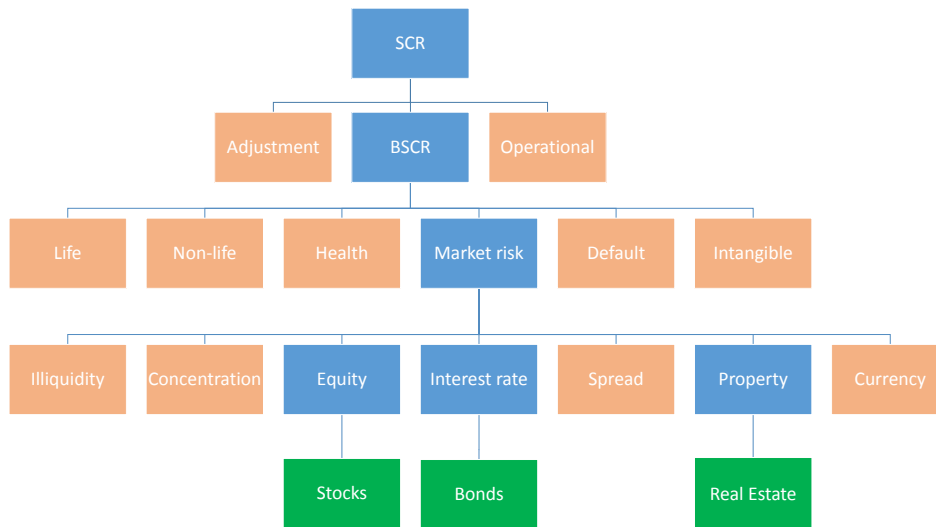 SCR
Adjustment
BSCR
Operational
Life
Non-life
Health
Market risk
Default
Intangible
Illiquidity
Concentration
Equity
Interest rate
Spread
Property
Currency
Stocks
Bonds
Real Estate